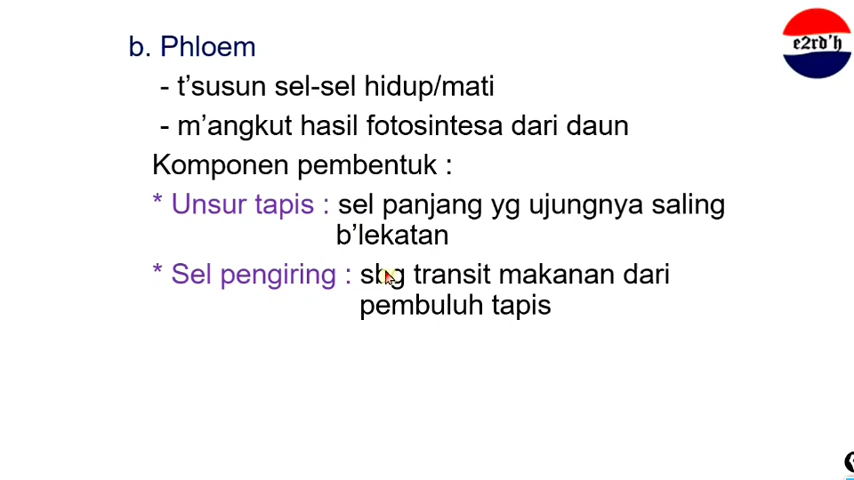 b. Phloem
e2rd'h
- t’susun sel-sel hidup/mati
- m’angkut hasil fotosintesa dari daun
Komponen pembentuk :
* Unsur tapis : sel panjang yg ujungnya saling
b’lekatan
* Sel pengiring : sbg transit makanan dari
pembuluh tapis